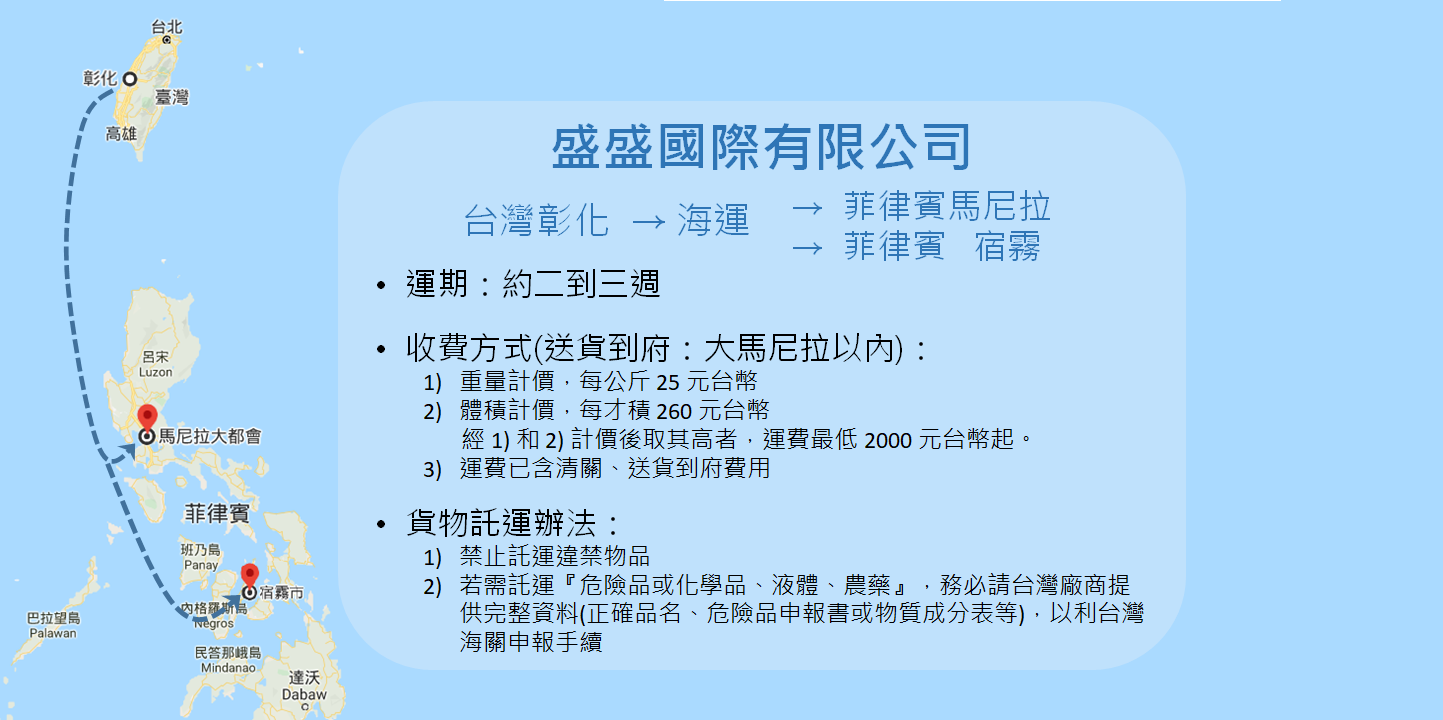 台北
彰化
臺灣
高雄
盛盛國際有限公司
台灣彰化 → 海運
→ 菲律賓馬尼拉
→ 菲律賓 宿霧
• 運期：約二到三週
• 收費方式(送貨到府：大馬尼拉以內)：
1) 重量計價，每公斤 25 元台幣
2) 體積計價，每才積 260 元台幣
經 1) 和 2) 計價後取其高者，運費最低 2000 元台幣起。
3) 運費已含清關、送貨到府費用
• 貨物託運辦法：
1) 禁止託運違禁物品
2) 若需託運『危險品或化學品、液體、農藥』，務必請台灣廠商提
供完整資料(正確品名、危險品申報書或物質成分表等)，以利台灣
海關申報手續
呂宋
Luzon
馬尼拉大都會
菲律賓
班乃島
Panay
宿霧市
內格羅斯島
Negros
巴拉望島
Palawan
民答那峨島
Mindanao
達沃
Dabaw